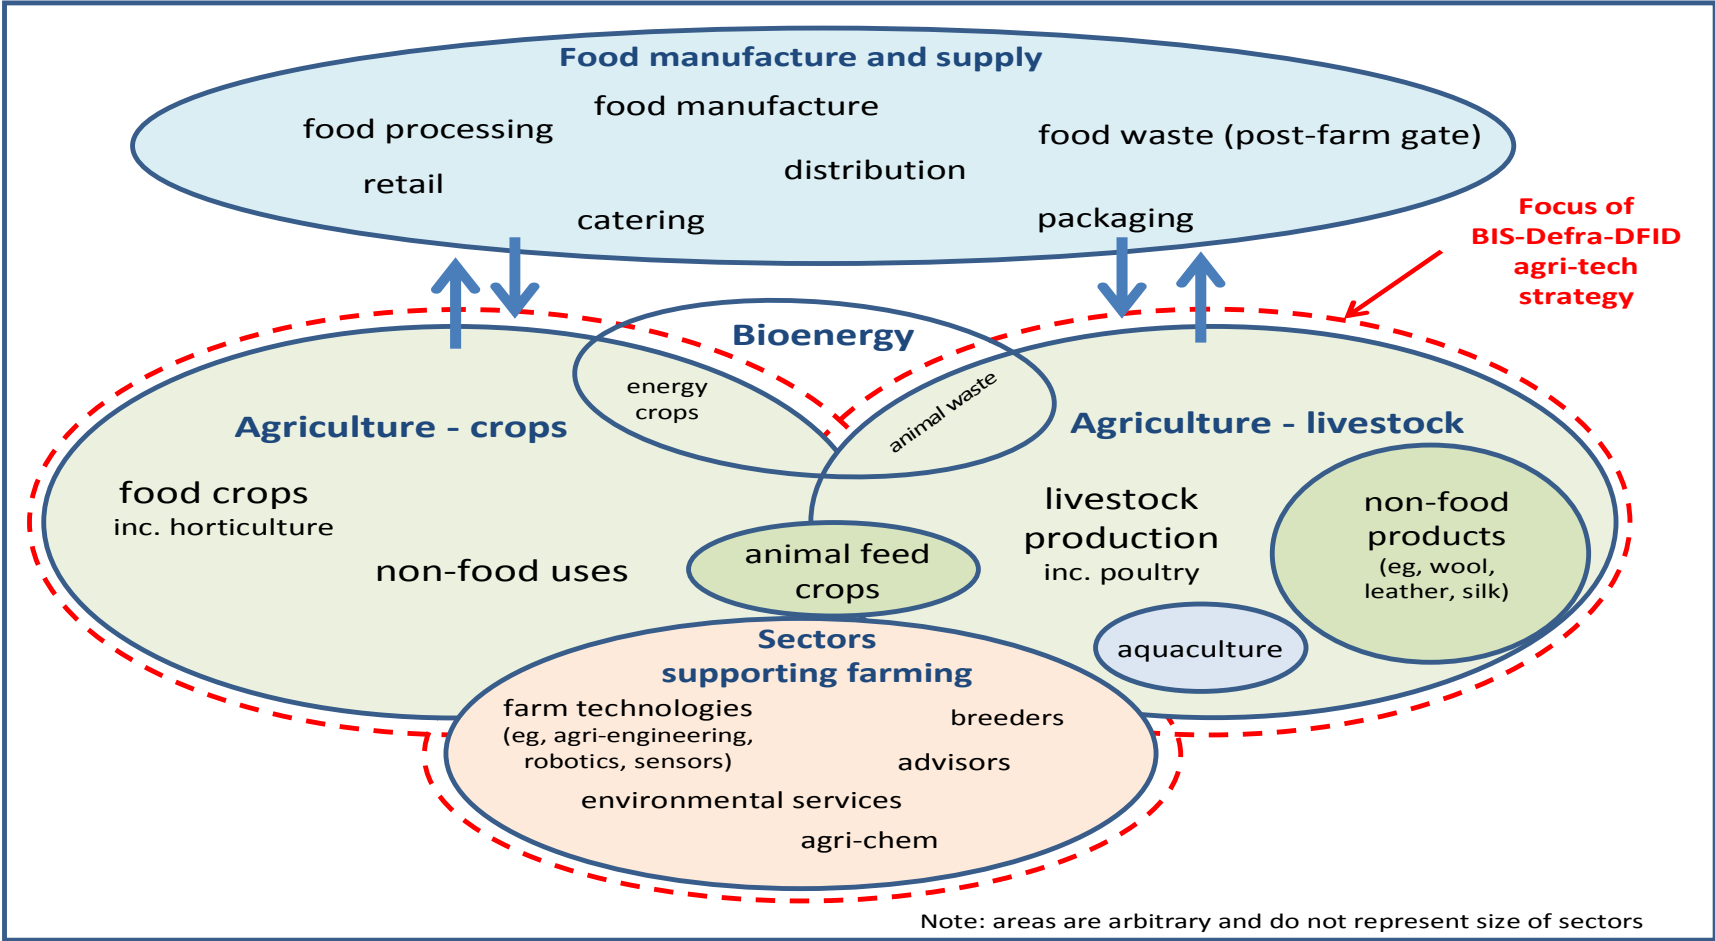 Food manufacture and supply
food manufacture
food processing
food waste (post-farm gate)
distribution
retail
catering
packaging
Focus of
BIS-Defra-DFID
agri-tech
strategy
Bioenergy
energy
crops
animal waste
Agriculture - crops
food crops
inc. horticulture
non-food uses
animal feed
crops
Agriculture - livestock
livestock
production
inc. poultry
non-food
products
(eg, wool,
leather, silk)
aquaculture
Sectors
supporting farming
farm technologies
(eg, agri-engineering,
robotics, sensors)
breeders
advisors
environmental services
agri-chem
Note: areas are arbitrary and do not represent size of sectors